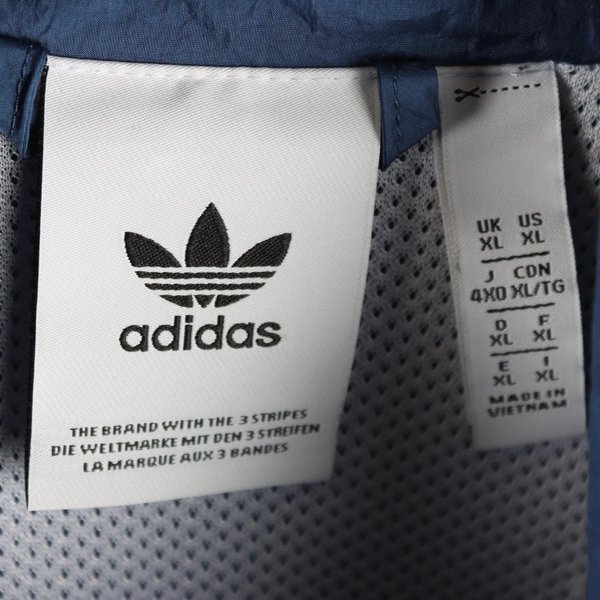 adidas
THE BRAND WITH THE 3 STRIPES
DIE WELTMARKE MIT DEN 3 STREIFEN
LA MARQUE AUX 3 BANDES
UK US
XL XL
J CDN
4XO XL/TG
D F
XL XL
E I
XL XL
MADE IN
VIETNAM